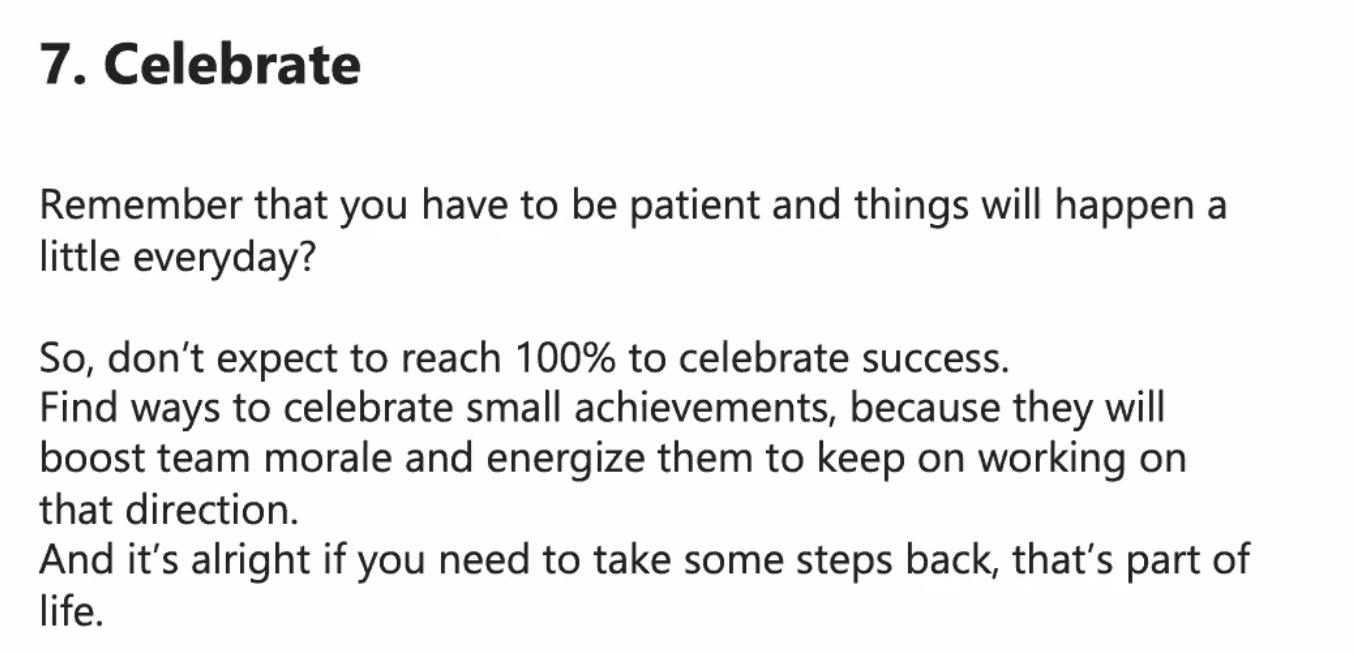 7. Celebrate
Remember that you have to be patient and things will happen a
little everyday?
So, don’t expect to reach 100% to celebrate success.
Find ways to celebrate small achievements, because they will
boost team morale and energize them to keep on working on
that direction.
And it’s alright if you need to take some steps back, that’s part of
life.